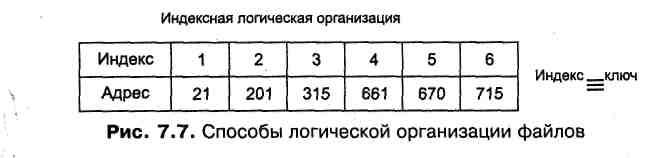 Индексная логическая организация
Индекс 1 2 3 4 5 6
Адрес 21 201 315 661 670 715
Индекс ≡ ключ
Рис. 7.7. Способы логической организации файлов